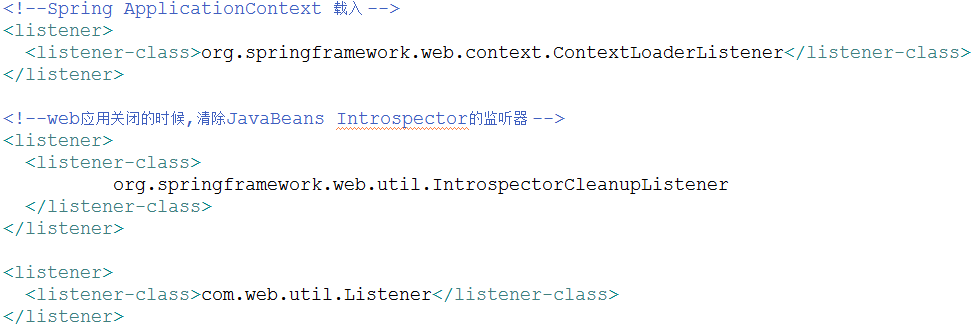 <!--Spring ApplicationContext 载入 -->
<listener>
  <listener-class>org.springframework.web.context.ContextLoaderListener</listener-class>
</listener>

<!--web应用关闭的时候,清除JavaBeans Introspector的监听器 -->
<listener>
  <listener-class>
          org.springframework.web.util.IntrospectorCleanupListener
  </listener-class>
</listener>

<listener>
  <listener-class>com.web.util.Listener</listener-class>
</listener>